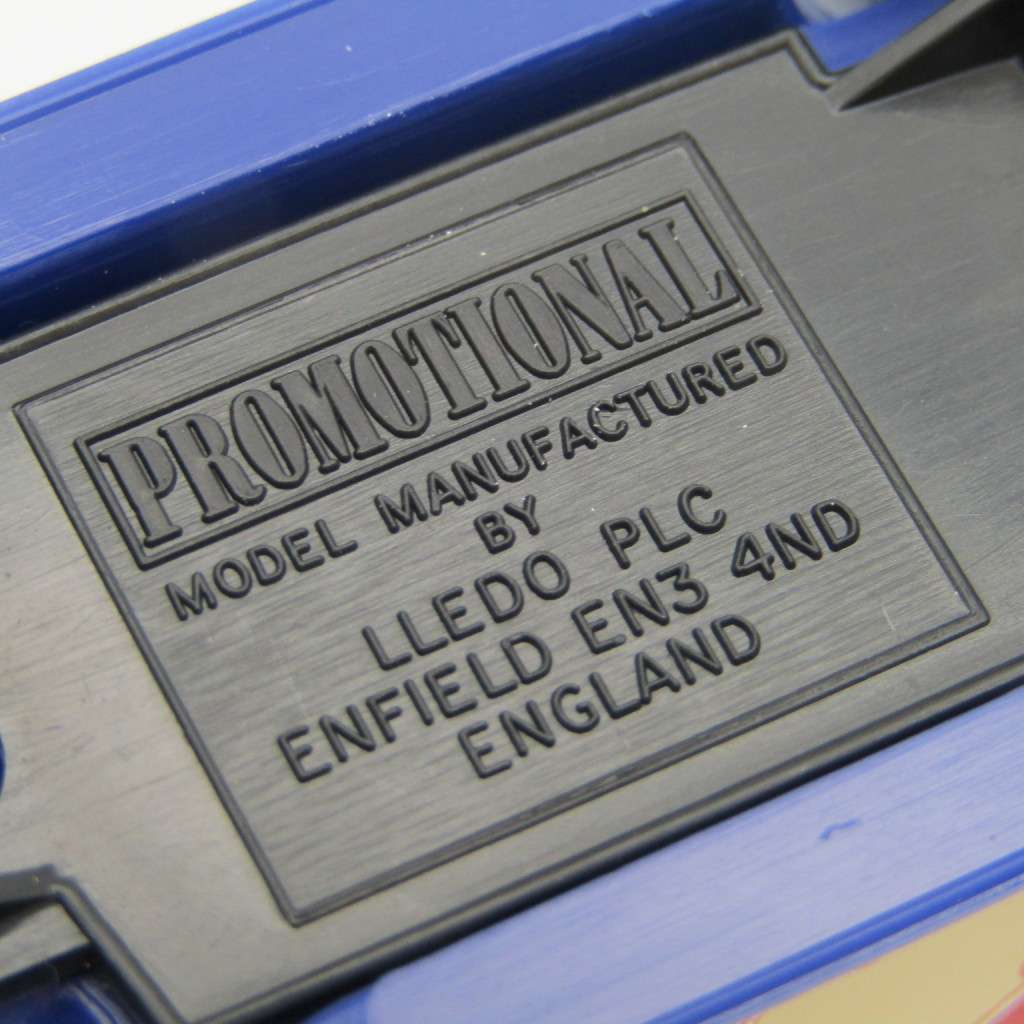 PROMOTIONAL
MODEL MANUFACTURED
BY
LLEDO PLC
ENFIELD EN3 4ND
ENGLAND